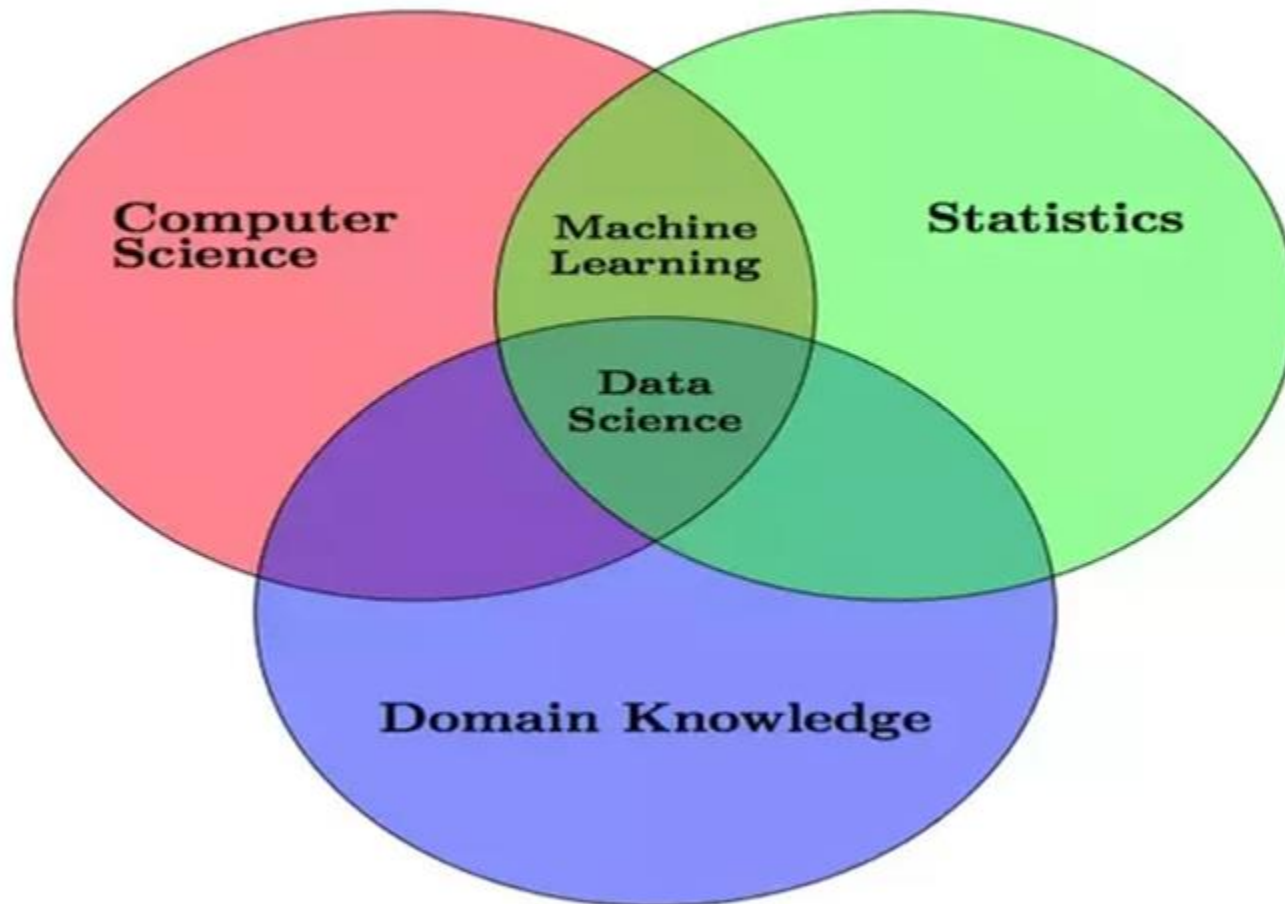 Computer
Science
Machine
Learning
Statistics
Data
Science
Domain Knowledge